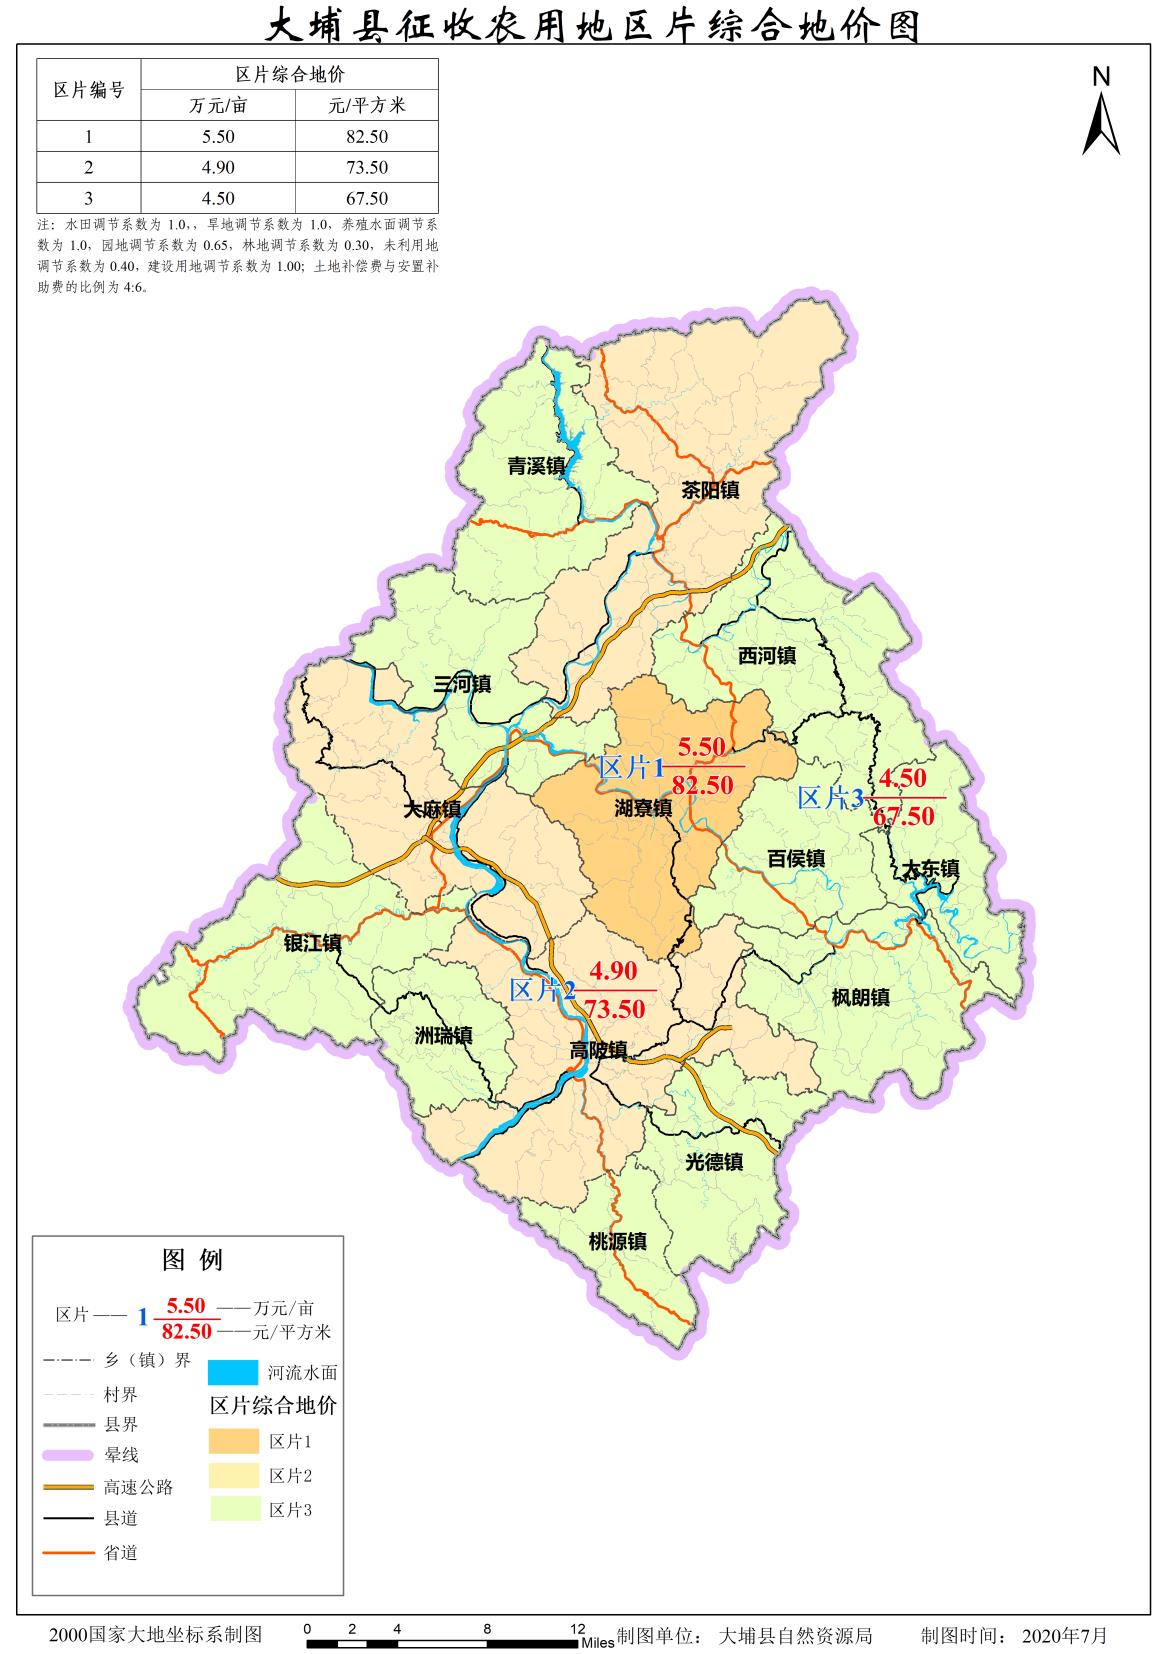 大埔县征收农用地区片综合地价图
区片编号
区片综合地价
万元/亩 元/平方米
1 5.50 82.50
2 4.90 73.50
3 4.50 67.50
注：水田调节系数为 1.0,，旱地调节系数为 1.0，养殖水面调节系
数为 1.0，园地调节系数为 0.65，林地调节系数为 0.30，未利用地
调节系数为 0.40，建设用地调节系数为 1.00；土地补偿费与安置补
助费的比例为 4:6。
N
青溪镇
茶阳镇
西河镇
三河镇
区片1
5.50
82.50
区片3
4.50
67.50
大麻镇
湖寮镇
百侯镇
大东镇
银江镇
区片2
4.90
73.50
枫朗镇
洲瑞镇
高陂镇
光德镇
桃源镇
图 例
区片 —— 1
5.50 ——万元/亩
82.50 ——元/平方米
乡（镇）界
村界
县界
晕线
高速公路
县道
省道
河流水面
区片综合地价
区片1
区片2
区片3
2000国家大地坐标系制图
0 2 4 8 12
Miles
制图单位： 大埔县自然资源局
制图时间： 2020年7月